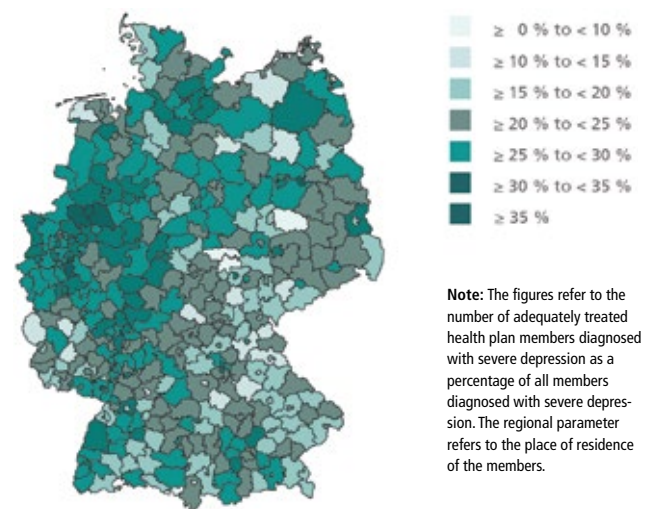 ≥ 0 % to < 10 %
≥ 10 % to < 15 %
≥ 15 % to < 20 %
≥ 20 % to < 25 %
≥ 25 % to < 30 %
≥ 30 % to < 35 %
≥ 35 %
Note: The figures refer to the
number of adequately treated
health plan members diagnosed
with severe depression as a
percentage of all members
diagnosed with severe depres-
sion. The regional parameter
refers to the place of residence
of the members.